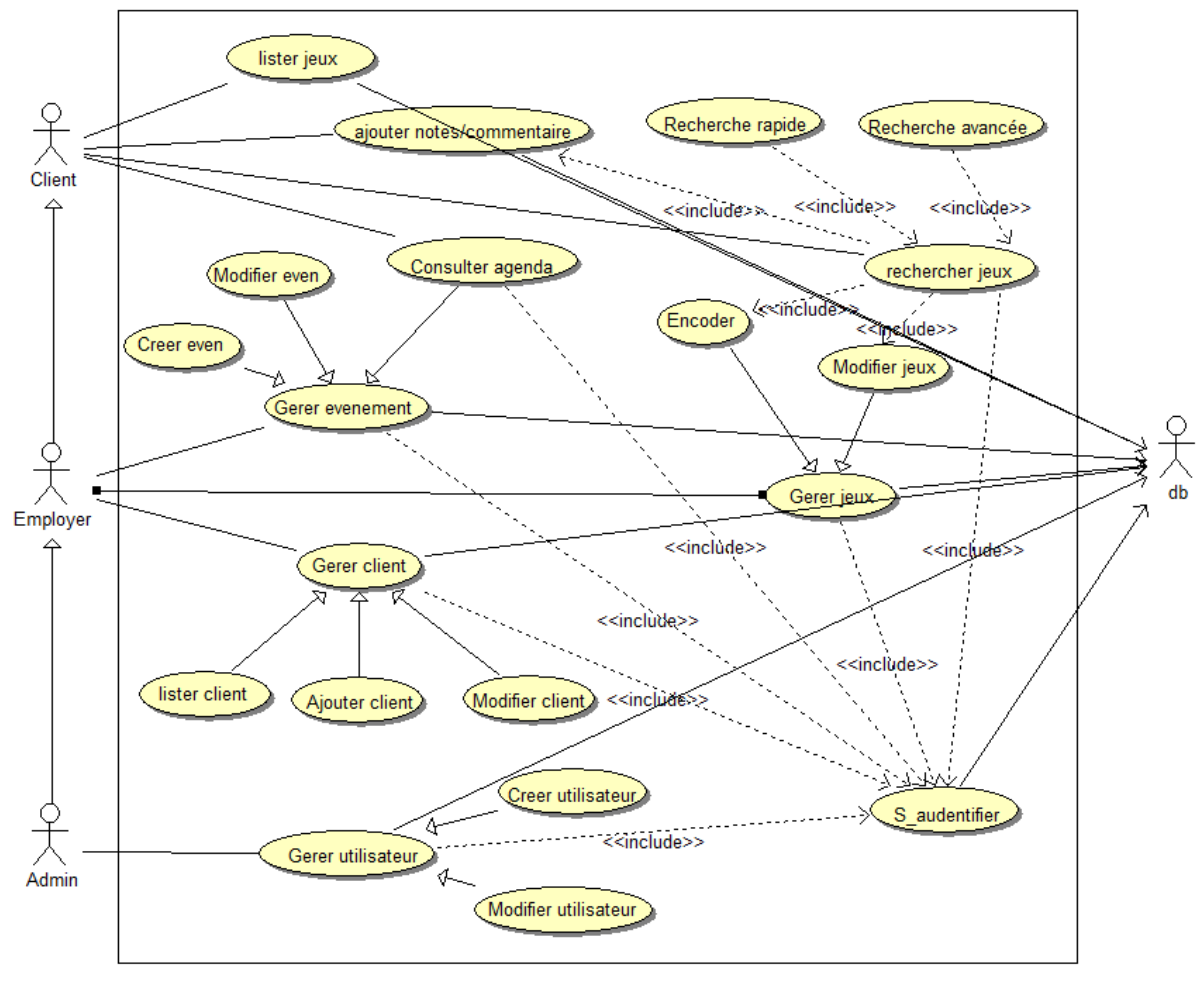 lister jeux
ajouter notes/commentaire
Recherche rapide
Recherche avancée
Client
<<include>>
<<include>>
<<include>>
Modifier even
Consulter agenda
rechercher jeux
Encoder
<<include>>
<<include>>
Creer even
Modifier jeux
Gerer evenement
Employer
Gerer jeux
db
<<include>>
<<include>>
Gerer client
<<include>>
<<include>>
lister client
Ajouter client
Modifier client
<<include>>
Creer utilisateur
S_audentifier
<<include>>
Gerer utilisateur
Admin
Modifier utilisateur